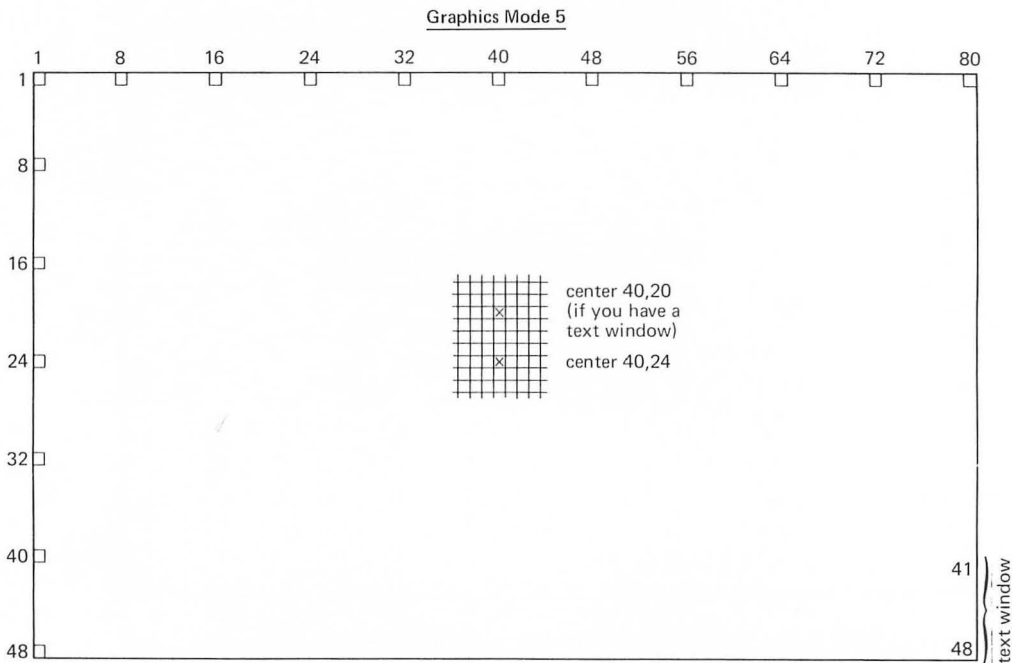 Graphics Mode 5
1 8 16 24 32 40 48 56 64 72 80
1
8
16
center 40,20
(if you have a
text window)
24
center 40,24
32
40
41
48
48
text window